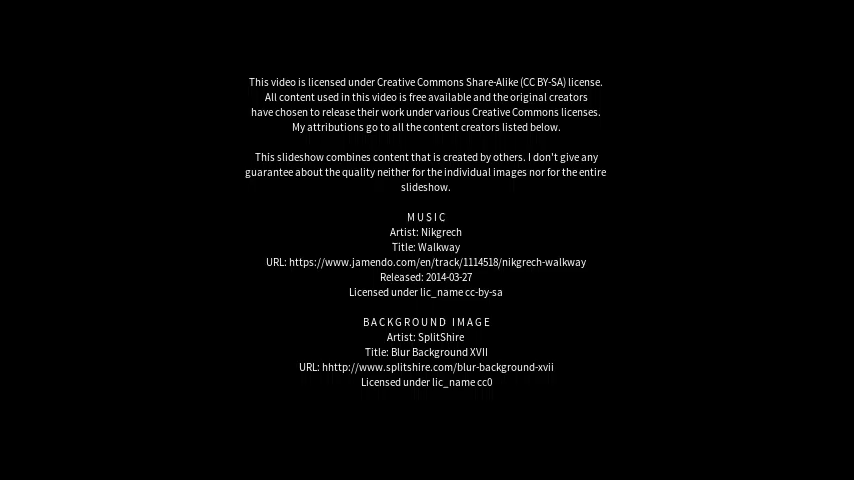 This video is licensed under Creative Commons Share-Alike (CC BY-SA) license.
All content used in this video is free available and the original creators
have chosen to release their work under various Creative Commons licenses.
My attributions go to all the content creators listed below.
This slideshow combines content that is created by others. I don't give any
guarantee about the quality neither for the individual images nor for the entire
slideshow.
MUSIC
Artist: Nikgrech
Title: Walkway
URL: https://www.jamendo.com/en/track/1114518/nikgrech-walkway
Released: 2014-03-27
Licensed under lic_name cc-by-sa
BACKGROUND IMAGE
Artist: SplitShire
Title: Blur Background XVII
URL: hhttp://www.splitshire.com/blur-background-xvii
Licensed under lic_name cc0